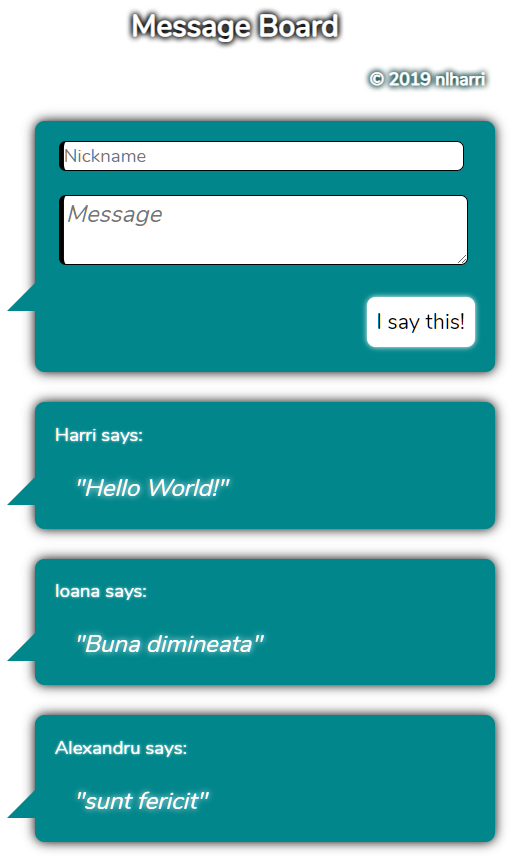 Message Board
© 2019 nlharri
Nickname
Message
I say this!
Harri says:
"Hello World!"
Ioana says:
"Buna dimineata"
Alexandru says:
"sunt fericit"